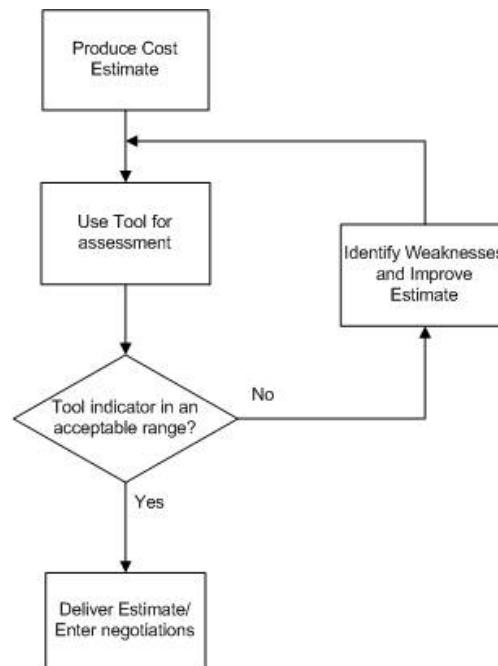 Produce Cost
Estimate
Use Tool for
assessment
Identify Weaknesses
and Improve
Estimate
Tool indicator in an
acceptable range?
No
Yes
Deliver Estimate/
Enter negotiations